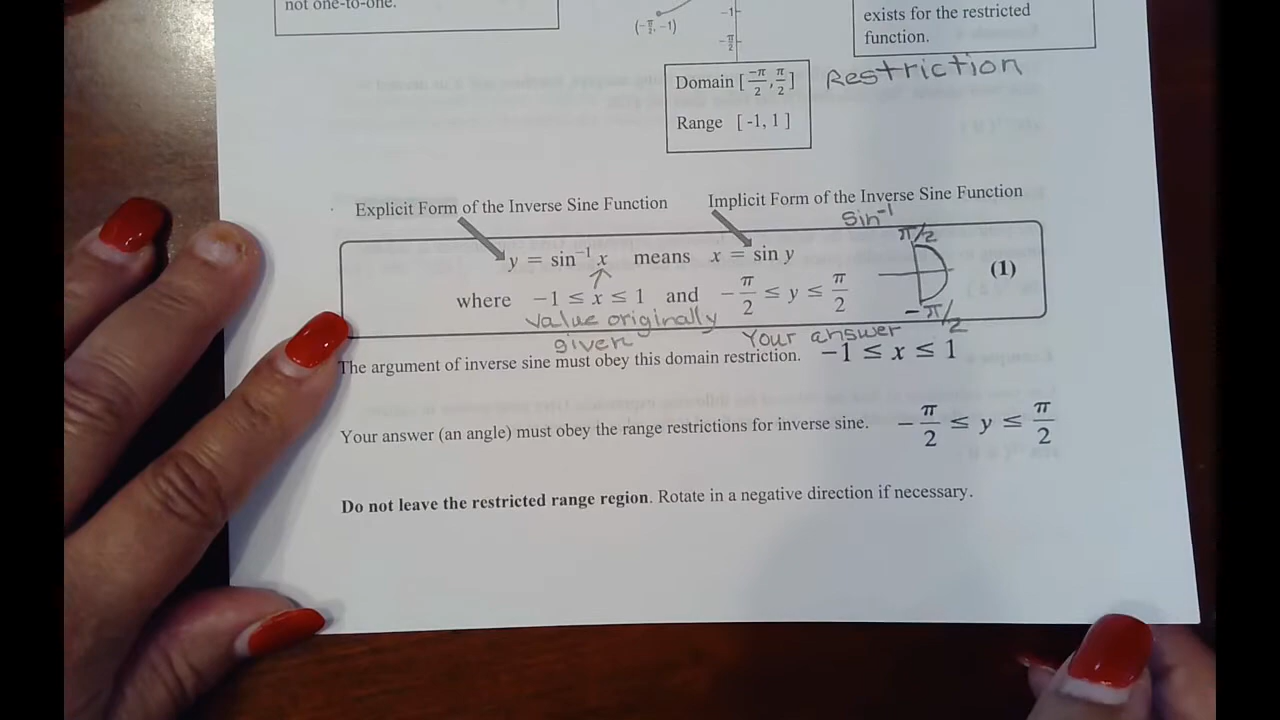 not one-to-one.
(-π/2, -1)
-1
-π/2
exists for the restricted
function.
Domain [-π/2, π/2]
Range [ -1, 1 ]
Restriction
Explicit Form of the Inverse Sine Function
Implicit Form of the Inverse Sine Function
Sin⁻¹
y = sin⁻¹ x means x = sin y
π/2
(1)
where -1 ≤ x ≤ 1 and -π/2 ≤ y ≤ π/2
-π/2
value originally
given
Your answer
The argument of inverse sine must obey this domain restriction. -1 ≤ x ≤ 1
Your answer (an angle) must obey the range restrictions for inverse sine. -π/2 ≤ y ≤ π/2
Do not leave the restricted range region. Rotate in a negative direction if necessary.